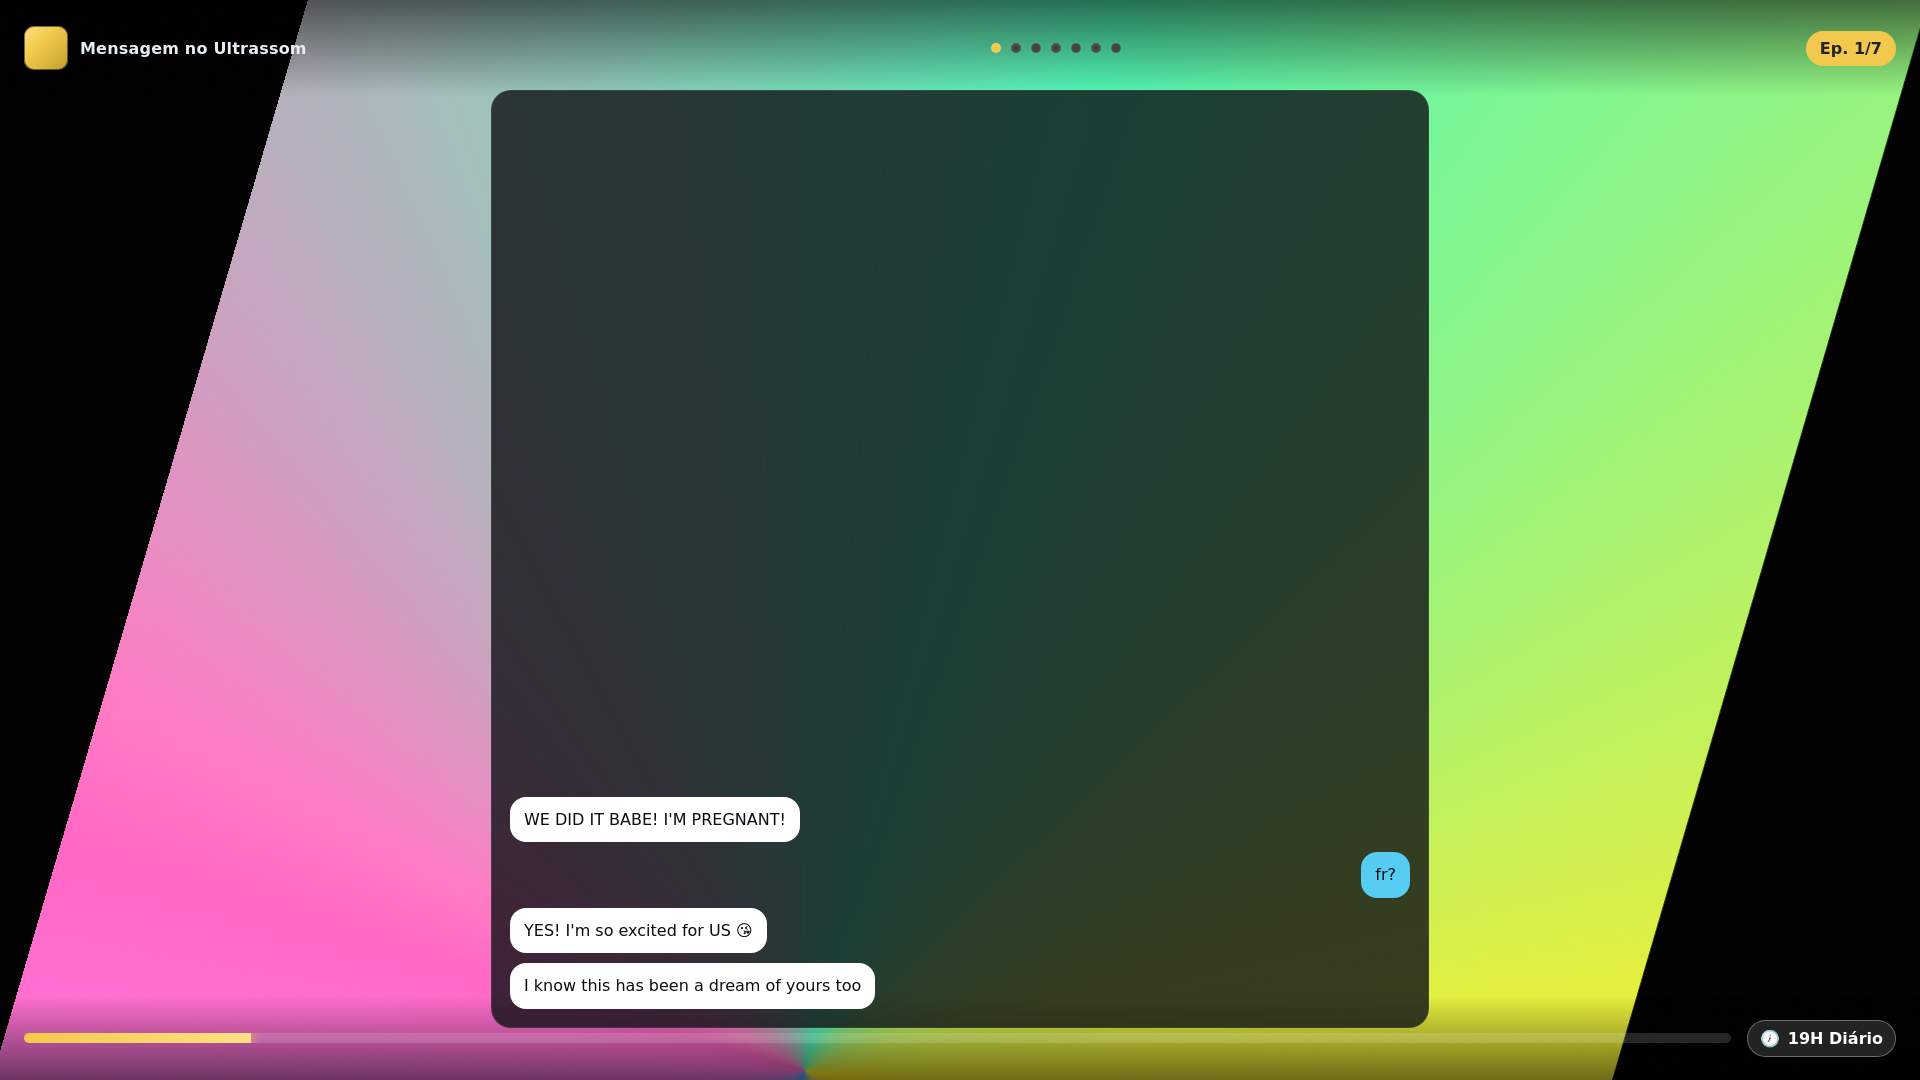 Mensagem no Ultrassom
Ep. 1/7
WE DID IT BABE! I'M PREGNANT!
fr?
YES! I'm so excited for US 😘
I know this has been a dream of yours too
🕖 19H Diário